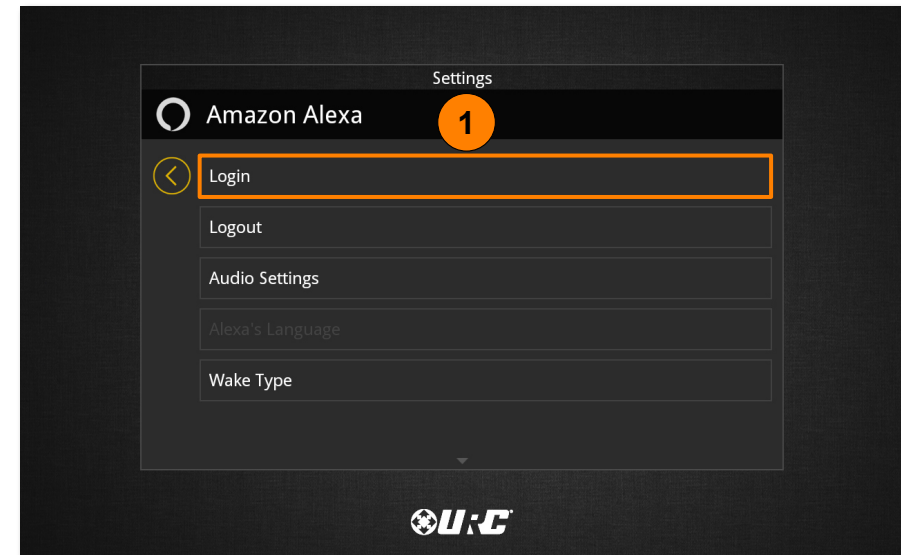 Settings
Amazon Alexa
1
Login
Logout
Audio Settings
Alexa's Language
Wake Type
URC